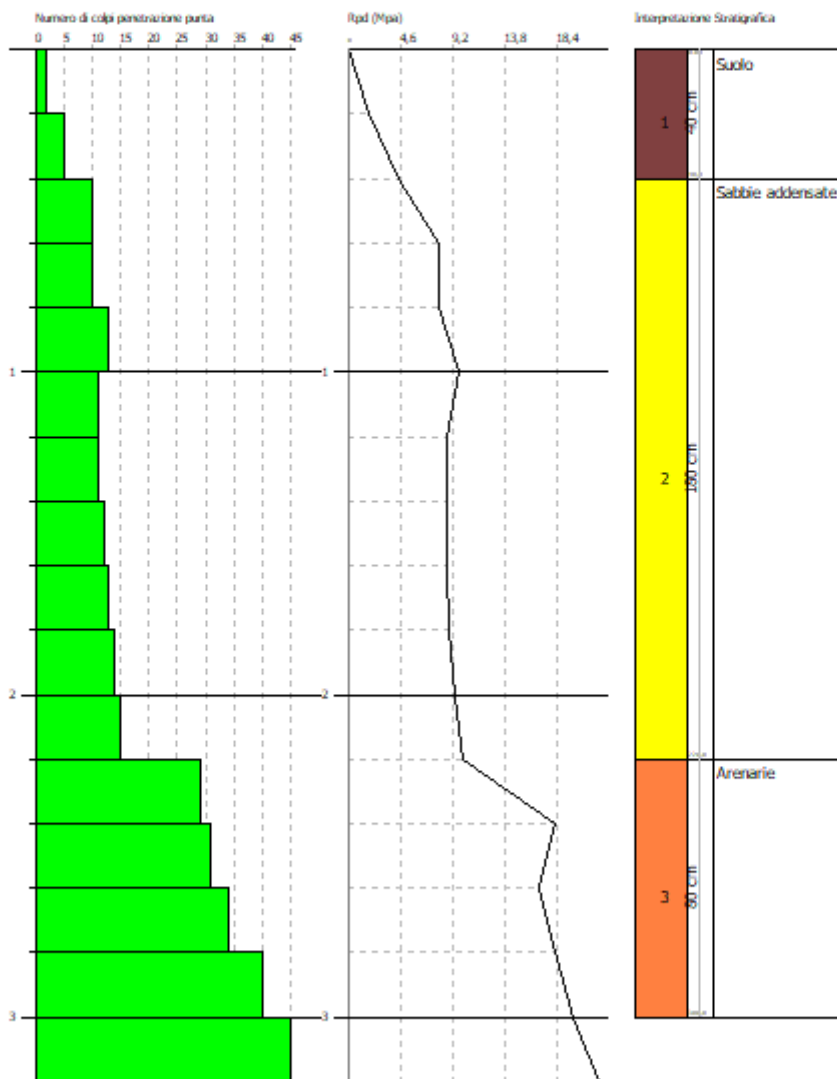 Numero di colpi penetrazione punta
Rpd (Mpa)
Interpretazione Stratigrafica
0 5 10 15 20 25 30 35 40 45
4,6 9,2 13,8 18,4
Suolo
1
40 cm
Sabbie addensate
1
1
2
180 cm
2
2
Arenarie
3
80 cm
3
3